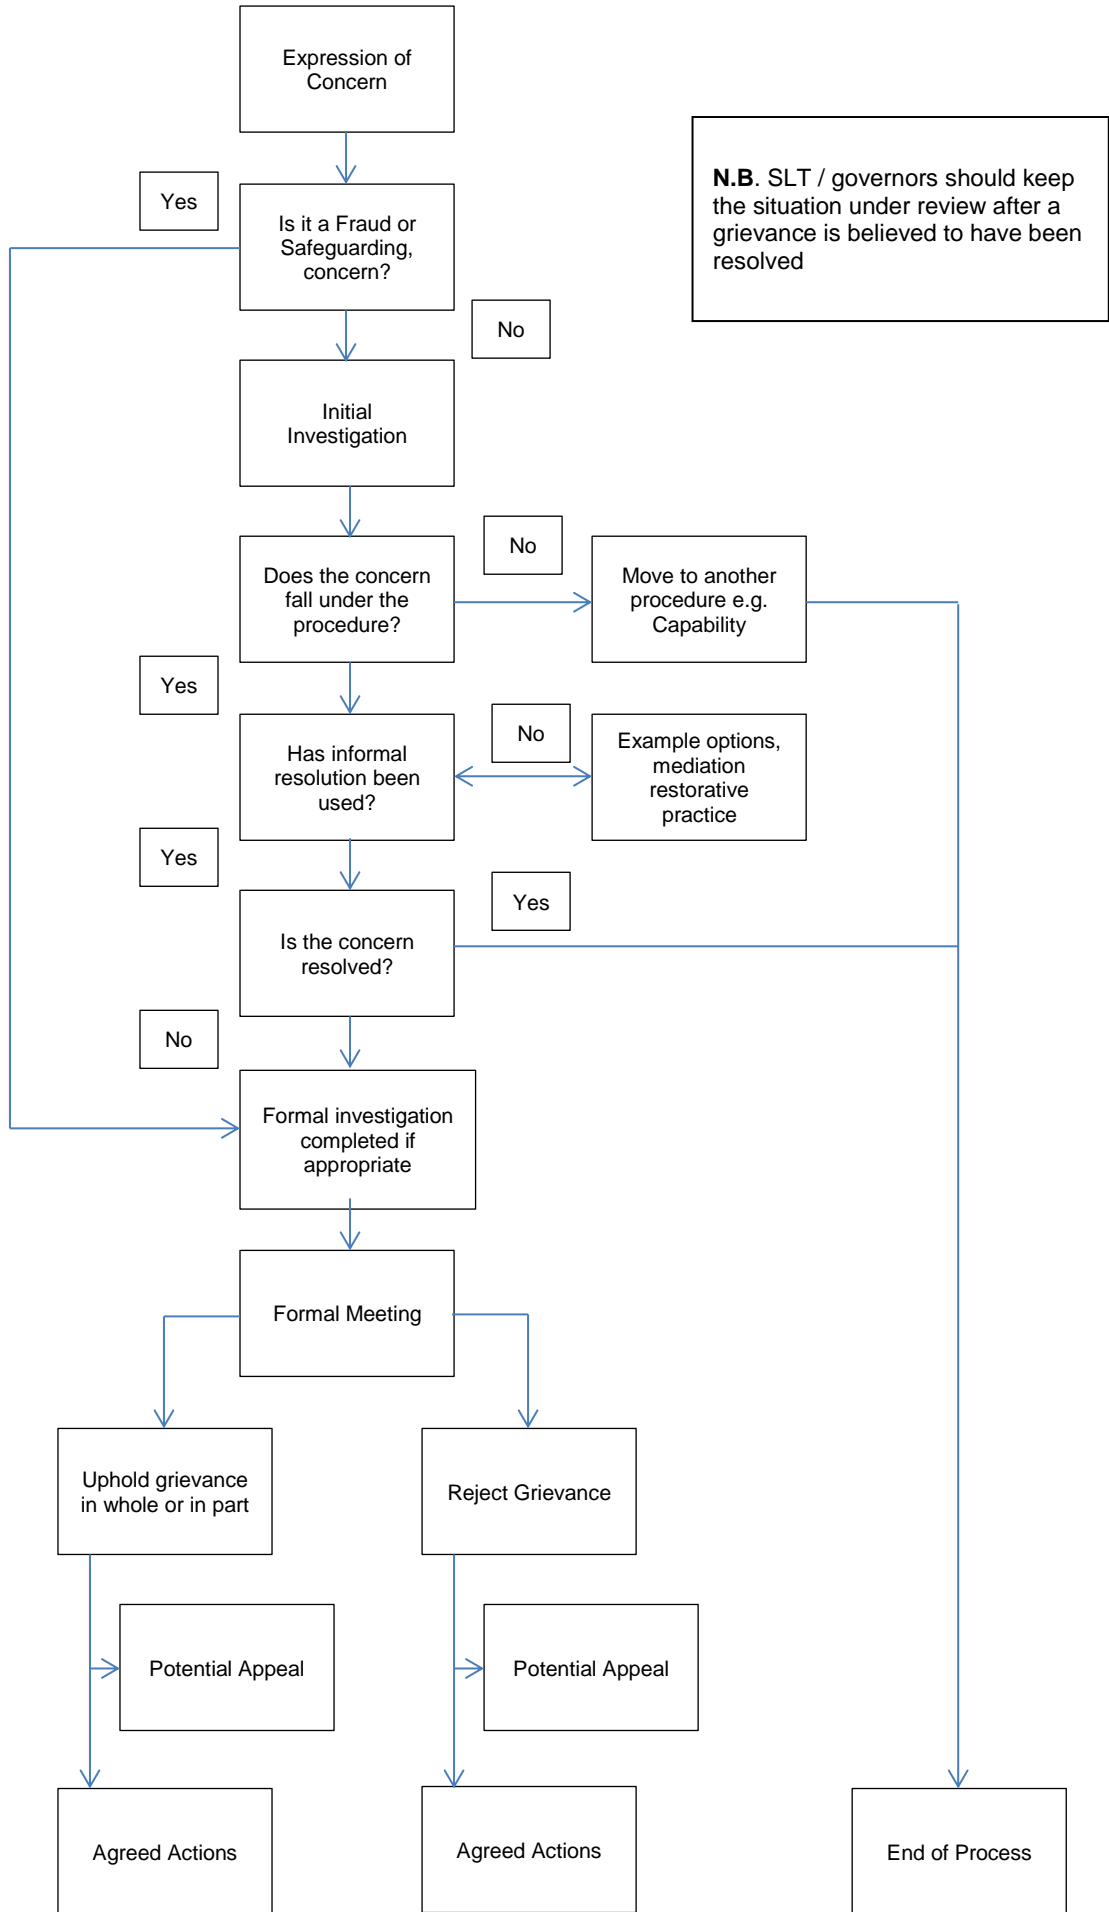 Expression of
Concern
N.B. SLT / governors should keep
the situation under review after a
grievance is believed to have been
resolved
Yes
Is it a Fraud or
Safeguarding,
concern?
No
Initial
Investigation
No
Does the concern
fall under the
procedure?
Move to another
procedure e.g.
Capability
Yes
No
Has informal
resolution been
used?
Example options,
mediation
restorative
practice
Yes
Yes
Is the concern
resolved?
No
Formal investigation
completed if
appropriate
Formal Meeting
Uphold grievance
in whole or in part
Reject Grievance
Potential Appeal
Potential Appeal
Agreed Actions
Agreed Actions
End of Process